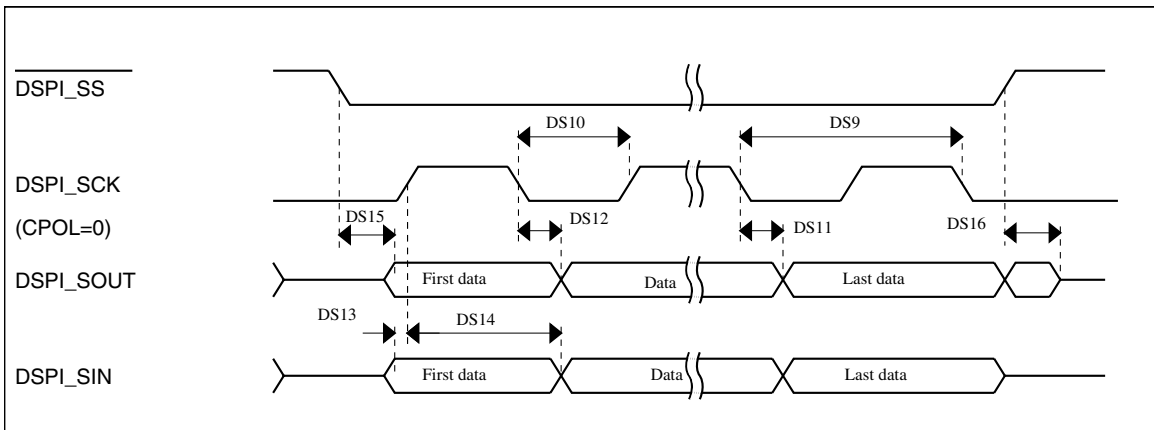 DSPI_SS
DS10
DS9
DSPI_SCK
(CPOL=0)
DS15
DS12
DS11
DS16
DSPI_SOUT
First data
Data
Last data
DS13
DS14
DSPI_SIN
First data
Data
Last data